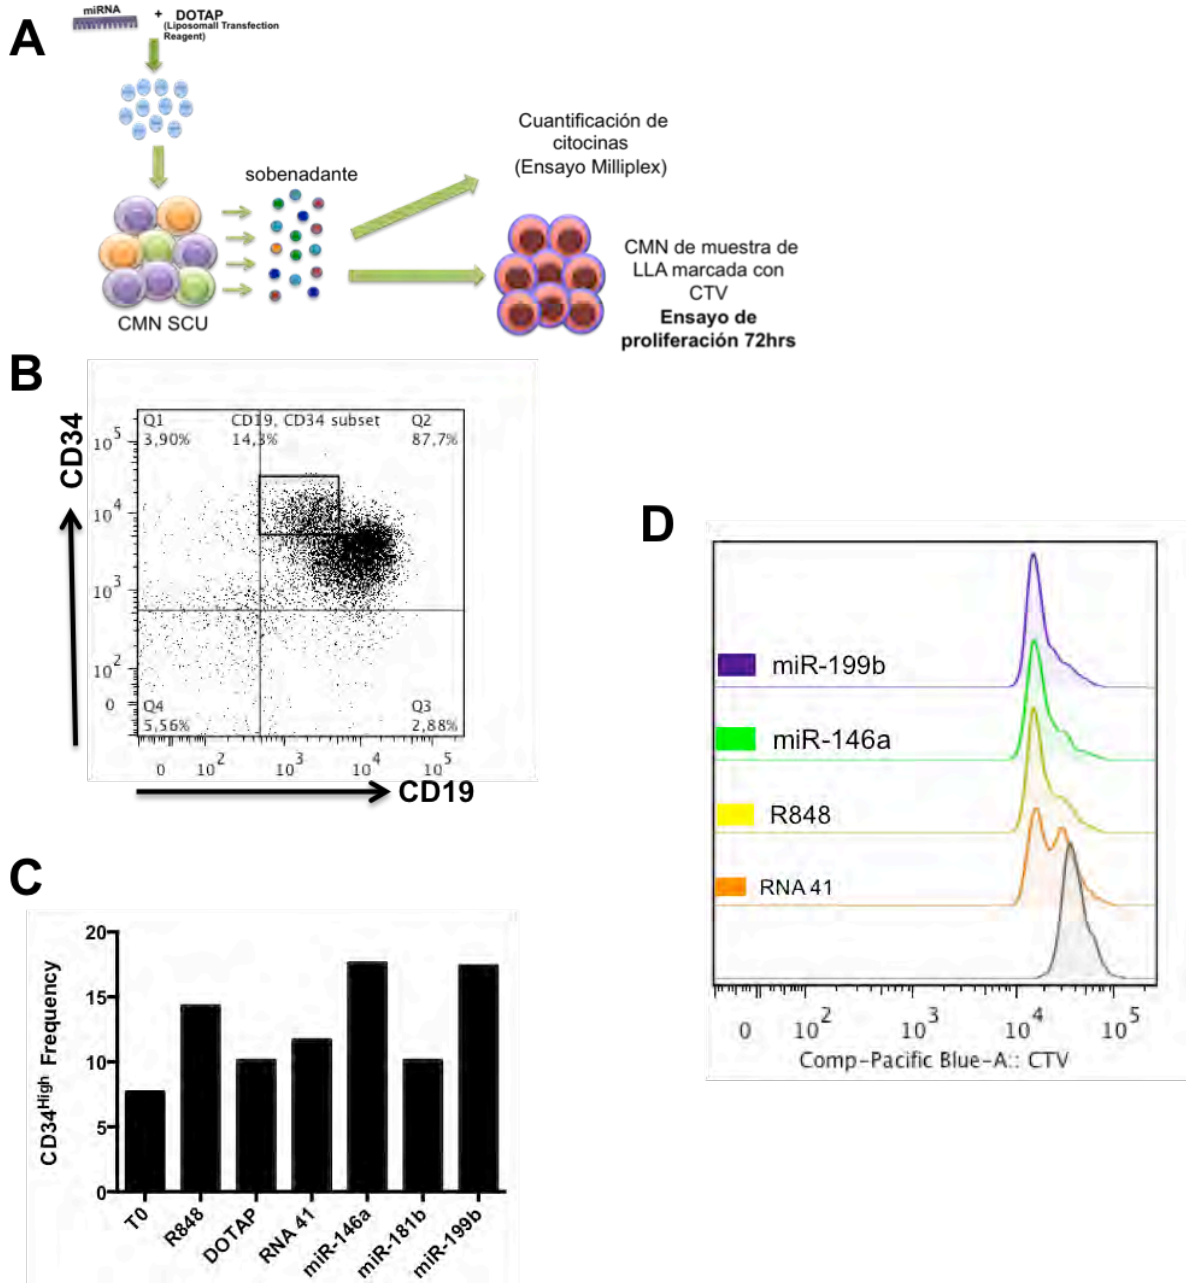 A
miRNA
+ DOTAP
(Liposomall Transfection
Reagent)
sobenadante
Cuantificación de
citocinas
(Ensayo Milliplex)
CMN SCU
CMN de muestra de
LLA marcada con
CTV
Ensayo de
proliferación 72hrs
B
CD34
Q1
3,90%
CD19, CD34 subset
14,3%
Q2
87,7%
10^5
10^4
10^3
10^2
0
Q4
5,56%
Q3
2,88%
0 10^2 10^3 10^4 10^5
CD19
C
CD34High Frequency
20
15
10
5
0
T0 R848 DOTAP RNA 41 miR-146a miR-181b miR-199b
D
miR-199b
miR-146a
R848
RNA 41
0 10^2 10^3 10^4 10^5
Comp-Pacific Blue-A:: CTV